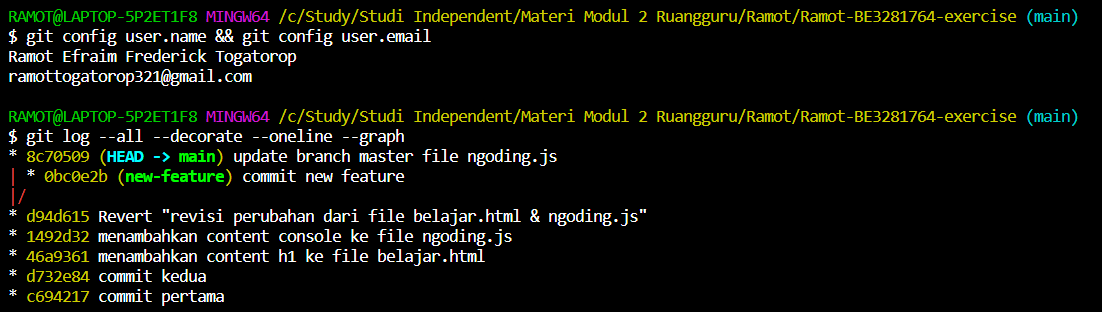 RAMOT@LAPTOP-5P2ET1F8 MINGW64 /c/Study/Studi Independent/Materi Modul 2 Ruangguru/Ramot/Ramot-BE3281764-exercise (main)
$ git config user.name && git config user.email
Ramot Efraim Frederick Togatorop
ramottogatorop321@gmail.com
RAMOT@LAPTOP-5P2ET1F8 MINGW64 /c/Study/Studi Independent/Materi Modul 2 Ruangguru/Ramot/Ramot-BE3281764-exercise (main)
$ git log --all --decorate --oneline --graph
* 8c70509 (HEAD -> main) update branch master file ngoding.js
| * 0bc0e2b (new-feature) commit new feature
|/
* d94d615 Revert "revisi perubahan dari file belajar.html & ngoding.js"
* 1492d32 menambahkan content console ke file ngoding.js
* 46a9361 menambahkan content h1 ke file belajar.html
* d732e84 commit kedua
* c694217 commit pertama